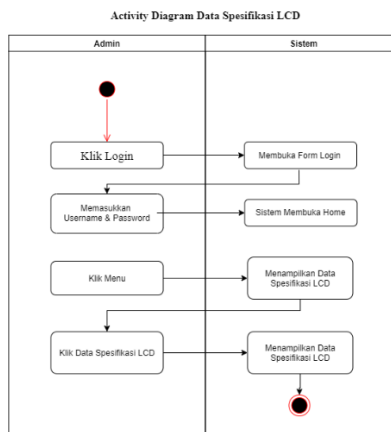 Activity Diagram Data Spesifikasi LCD
Admin
Sistem
Klik Login
Membuka Form Login
Memasukkan
Username & Password
Sistem Membuka Home
Klik Menu
Menampilkan Data
Spesifikasi LCD
Klik Data Spesifikasi LCD
Menampilkan Data
Spesifikasi LCD